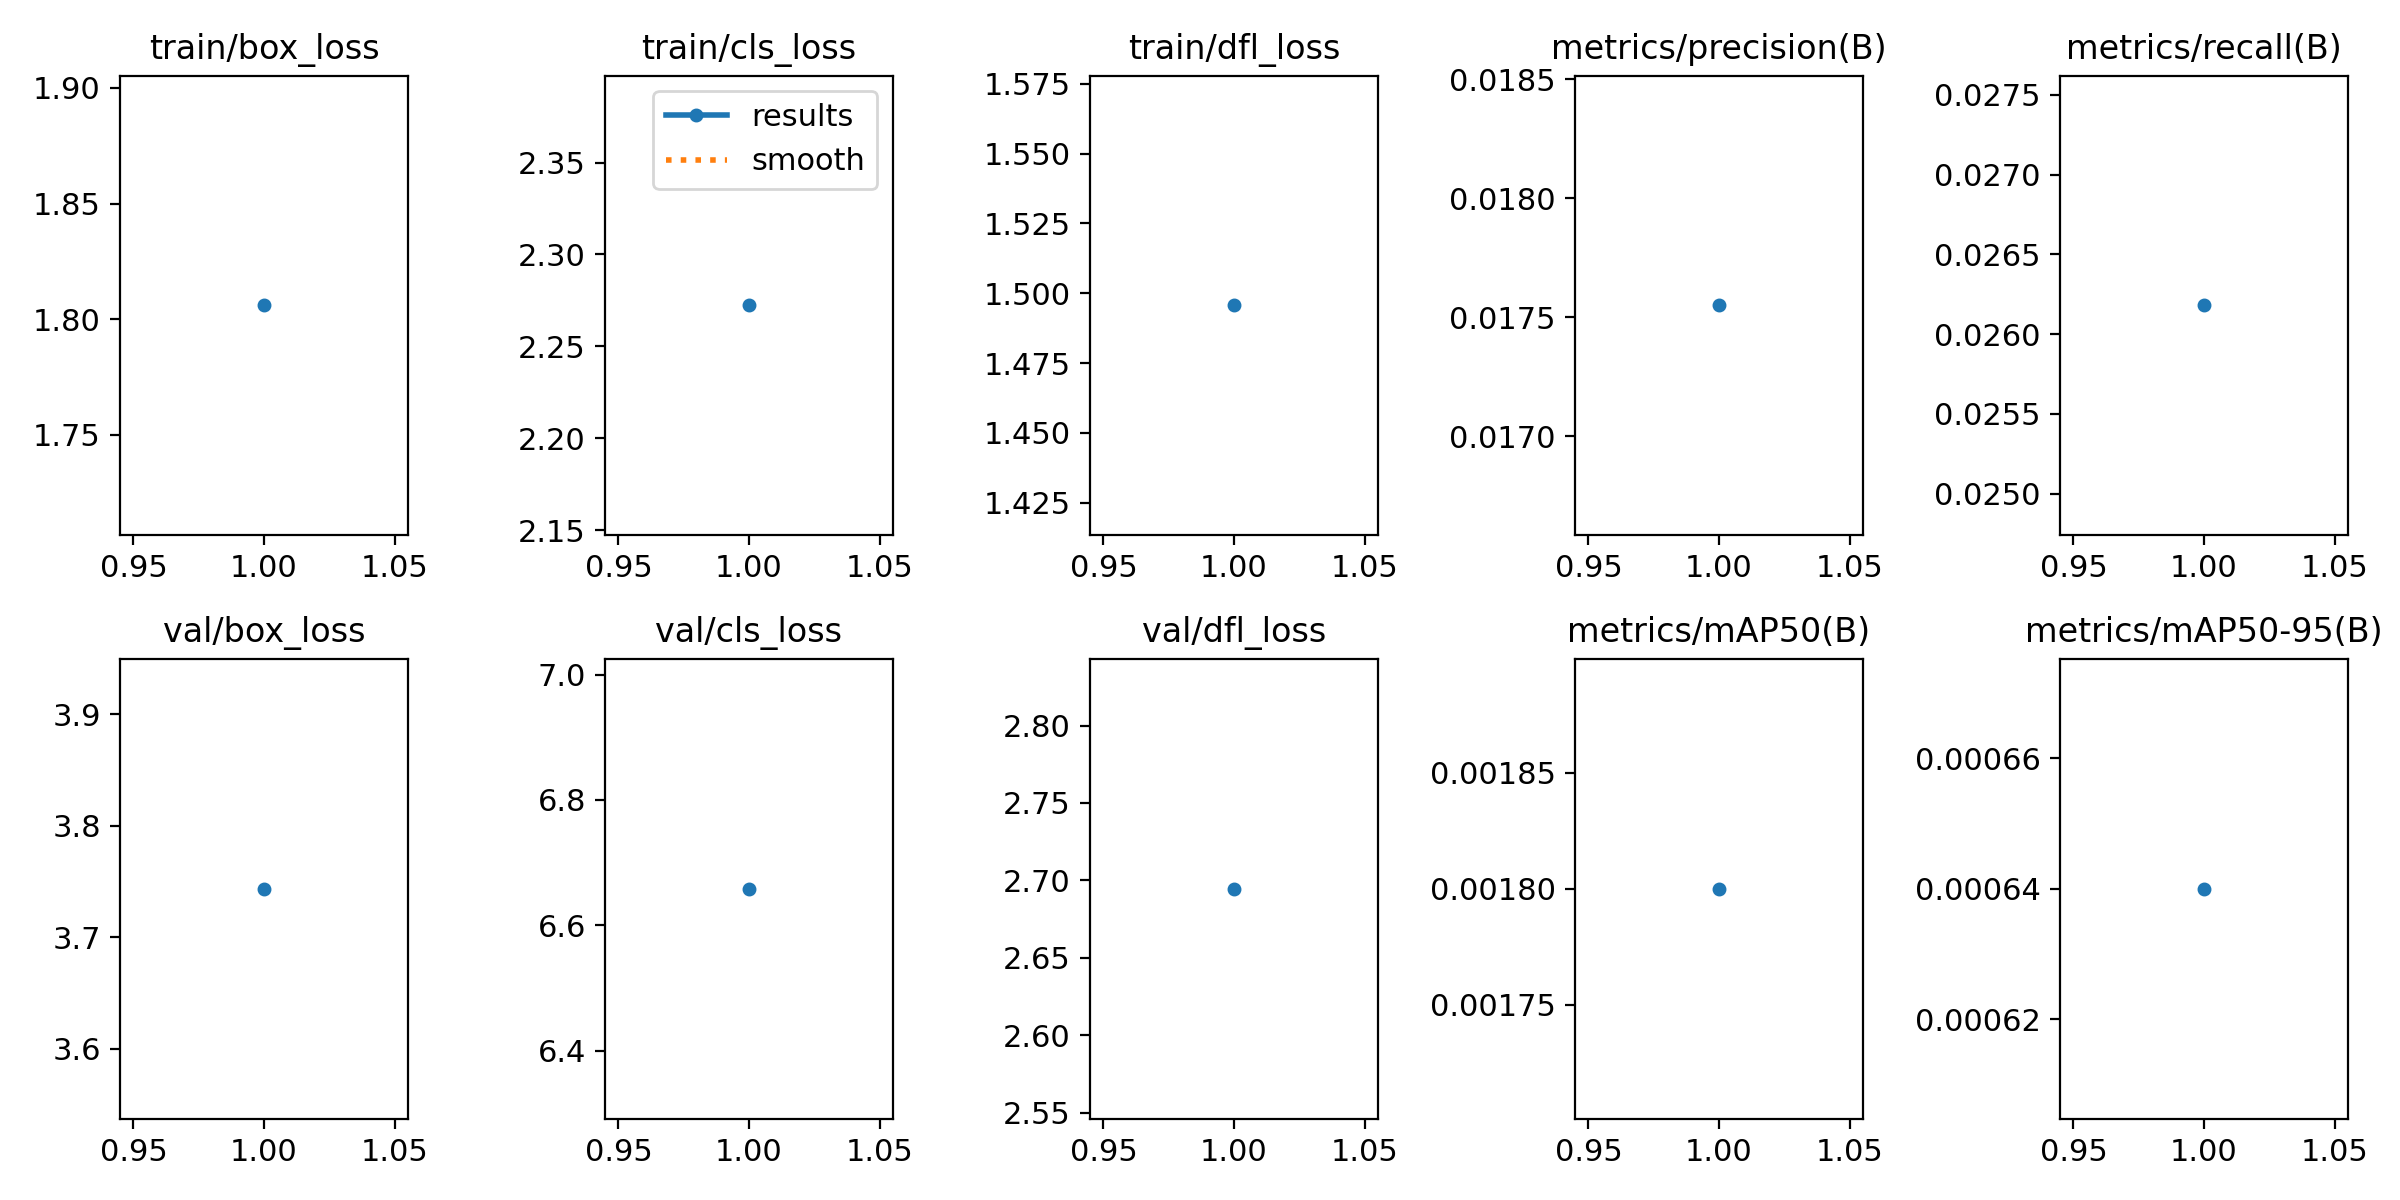 train/box_loss
1.90
1.85
1.80
1.75
0.95 1.00 1.05
train/cls_loss
results
smooth
2.35
2.30
2.25
2.20
2.15
0.95 1.00 1.05
train/dfl_loss
1.575
1.550
1.525
1.500
1.475
1.450
1.425
0.95 1.00 1.05
metrics/precision(B)
0.0185
0.0180
0.0175
0.0170
0.95 1.00 1.05
metrics/recall(B)
0.0275
0.0270
0.0265
0.0260
0.0255
0.0250
0.95 1.00 1.05
val/box_loss
3.9
3.8
3.7
3.6
0.95 1.00 1.05
val/cls_loss
7.0
6.8
6.6
6.4
0.95 1.00 1.05
val/dfl_loss
2.80
2.75
2.70
2.65
2.60
2.55
0.95 1.00 1.05
metrics/mAP50(B)
0.00185
0.00180
0.00175
0.95 1.00 1.05
metrics/mAP50-95(B)
0.00066
0.00064
0.00062
0.95 1.00 1.05